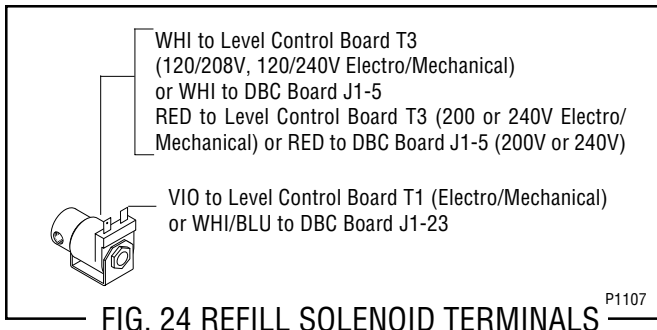 WHI to Level Control Board T3
(120/208V, 120/240V Electro/Mechanical)
or WHI to DBC Board J1-5
RED to Level Control Board T3 (200 or 240V Electro/
Mechanical) or RED to DBC Board J1-5 (200V or 240V)
VIO to Level Control Board T1 (Electro/Mechanical)
or WHI/BLU to DBC Board J1-23
P1107
FIG. 24 REFILL SOLENOID TERMINALS